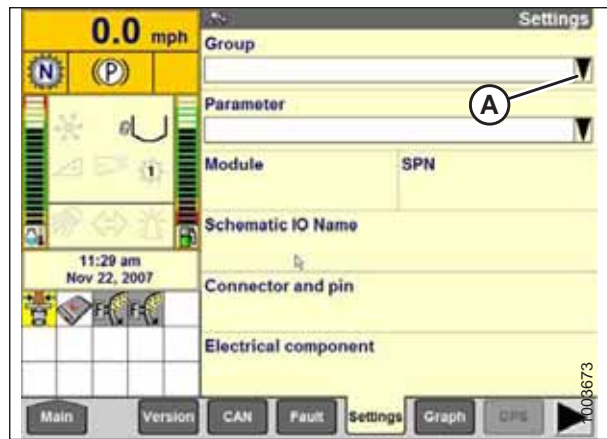 0.0 mph
Settings
Group
N
P
A
Parameter
1
Module
SPN
Schematic IO Name
11:29 am
Nov 22, 2007
Connector and pin
F
F
Electrical component
Main
Version
CAN
Fault
Settings
Graph
GPS
1003673